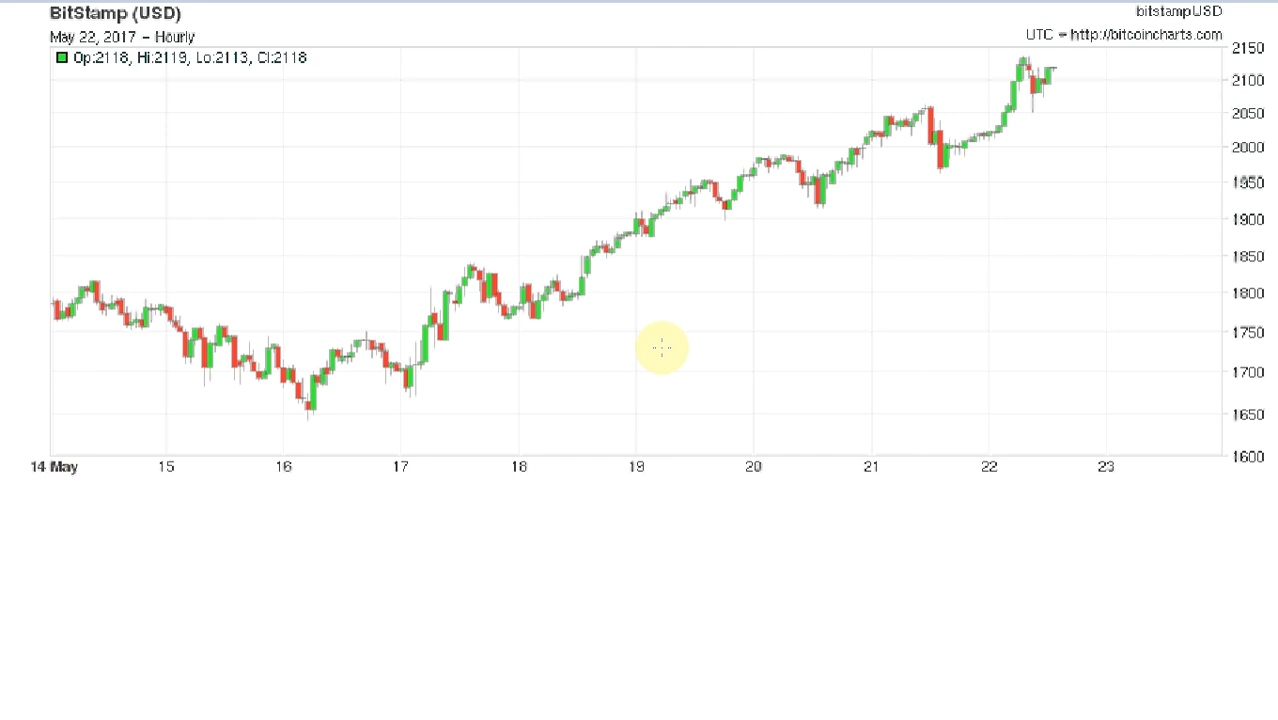 BitStamp (USD)
bitstampUSD
May 22, 2017 - Hourly
UTC - http://bitcoincharts.com
Op:2118, Hi:2119, Lo:2113, Cl:2118
2150
2100
2050
2000
1950
1900
1850
1800
1750
1700
1650
1600
14 May 15 16 17 18 19 20 21 22 23